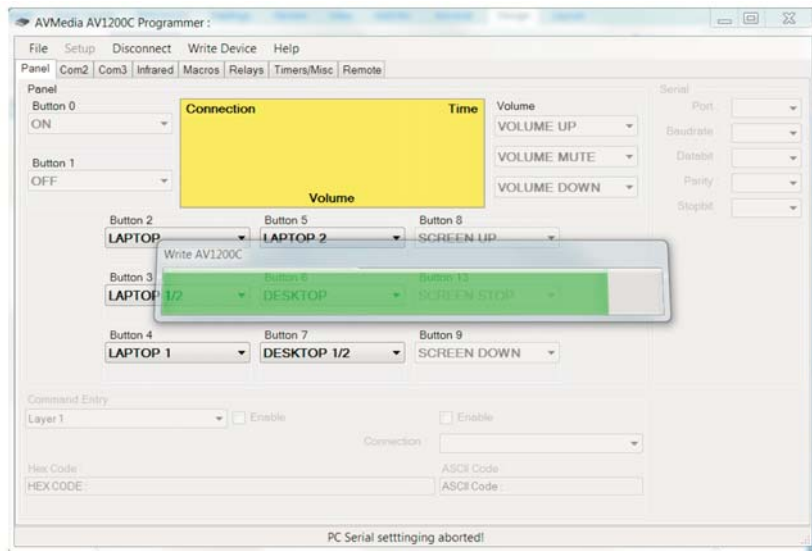 AVMedia AV1200C Programmer :
File Setup Disconnect Write Device Help
Panel Com2 Com3 Infrared Macros Relays Timers/Misc Remote
Panel
Button 0
ON
Button 1
OFF
Connection Time
Volume
Volume
VOLUME UP
VOLUME MUTE
VOLUME DOWN
Serial
Port
Baudrate
Databit
Parity
Stopbit
Button 2 Button 5 Button 8
LAPTOP LAPTOP 2 SCREEN UP
Write AV1200C
Button 3 Button 6 Button 13
LAPTOP 1/2 DESKTOP SCREEN STOP
Button 4 Button 7 Button 9
LAPTOP 1 DESKTOP 1/2 SCREEN DOWN
Command Entry
Layer 1 Enable Enable
Connection
Hex Code ASCII Code
HEX CODE : ASCII Code :
PC Serial setttinging aborted!